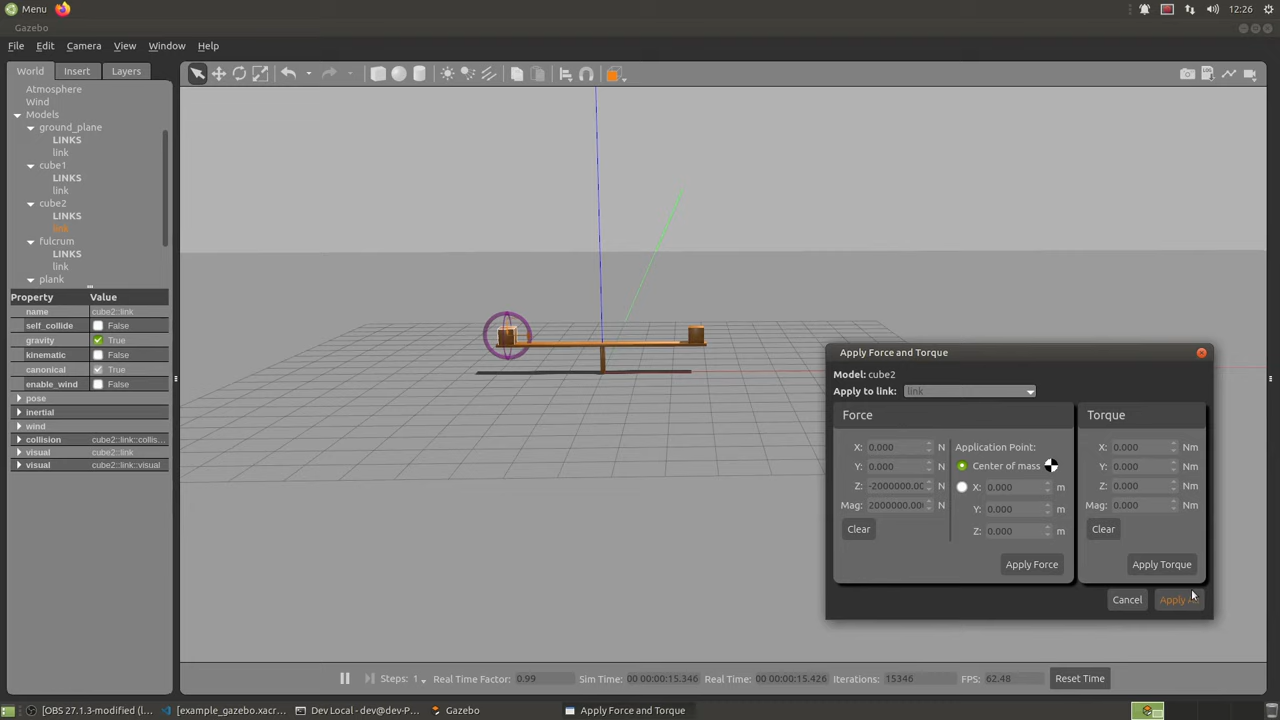 Menu 12:26
Gazebo
File Edit Camera View Window Help
World Insert Layers
Atmosphere
Wind
Models
ground_plane
LINKS
link
cube1
LINKS
link
cube2
LINKS
link
fulcrum
LINKS
link
plank
Property Value
name cube2::link
self_collide False
gravity True
kinematic False
canonical True
enable_wind False
pose
inertial
wind
collision cube2::link::collis...
visual cube2::link
visual cube2::link::visual
Apply Force and Torque
Model: cube2
Apply to link: link
Force
X: 0.000 N
Y: 0.000 N
Z: -2000000.00 N
Mag: 2000000.00 N
Clear
Application Point:
Center of mass
X: 0.000 m
Y: 0.000 m
Z: 0.000 m
Apply Force
Torque
X: 0.000 Nm
Y: 0.000 Nm
Z: 0.000 Nm
Mag: 0.000 Nm
Clear
Apply Torque
Cancel Apply
Steps: 1 Real Time Factor: 0.99 Sim Time: 00 00:00:15.346 Real Time: 00 00:00:15.426 Iterations: 15346 FPS: 62.48 Reset Time
[OBS 27.1.3-modified (l... [example_gazebo.xacr... Dev Local - dev@dev-P... Gazebo Apply Force and Torque